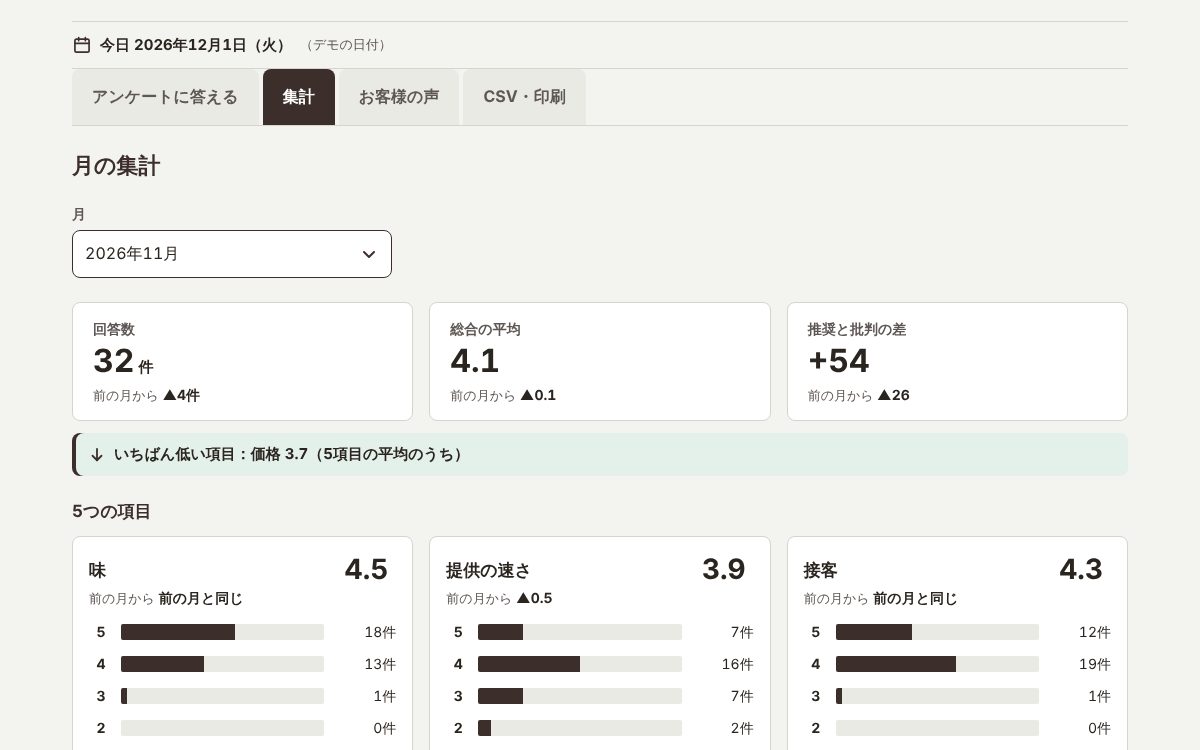 今日 2026年12月1日（火） （デモの日付）
アンケートに答える 集計 お客様の声 CSV・印刷
月の集計
月
2026年11月
回答数
32 件
前の月から ▲4件
総合の平均
4.1
前の月から ▲0.1
推奨と批判の差
+54
前の月から ▲26
↓ いちばん低い項目：価格 3.7（5項目の平均のうち）
5つの項目
味 4.5
前の月から 前の月と同じ
5 18件
4 13件
3 1件
2 0件
提供の速さ 3.9
前の月から ▲0.5
5 7件
4 16件
3 7件
2 2件
接客 4.3
前の月から 前の月と同じ
5 12件
4 19件
3 1件
2 0件